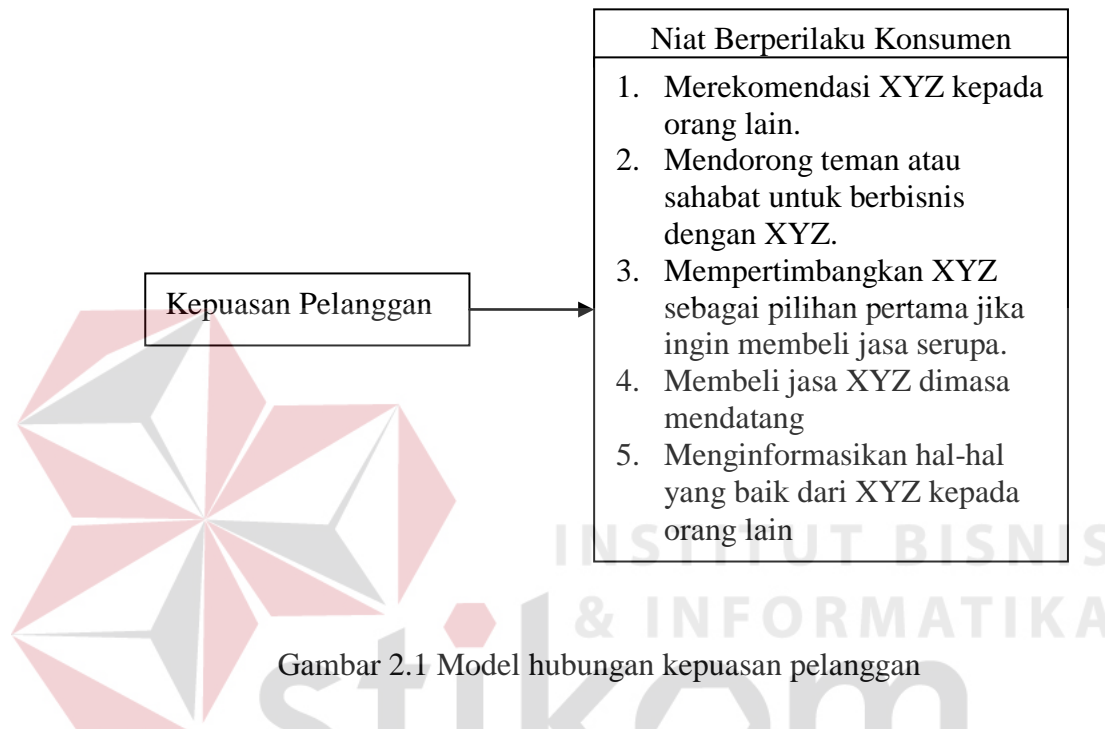 Niat Berperilaku Konsumen
1. Merekomendasi XYZ kepada
orang lain.
2. Mendorong teman atau
sahabat untuk berbisnis
dengan XYZ.
3. Mempertimbangkan XYZ
sebagai pilihan pertama jika
ingin membeli jasa serupa.
4. Membeli jasa XYZ dimasa
mendatang
5. Menginformasikan hal-hal
yang baik dari XYZ kepada
orang lain
Kepuasan Pelanggan
INSTITUT BISNIS
& INFORMATIKA
stikom
Gambar 2.1 Model hubungan kepuasan pelanggan